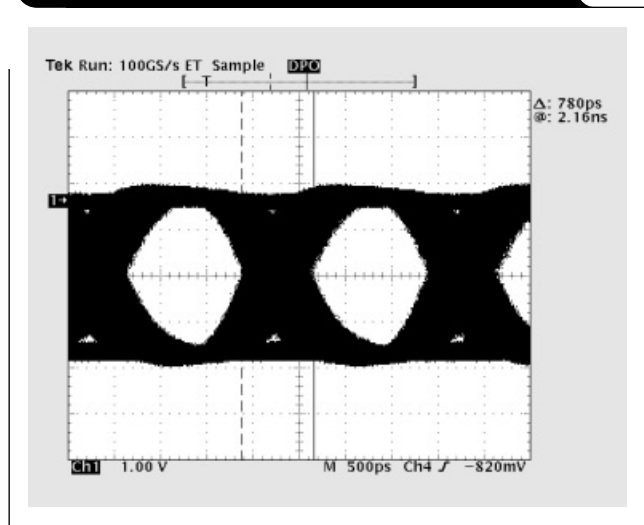 Tek Run: 100GS/s ET Sample DPO
[ T ]
Δ: 780ps
@: 2.16ns
1→
Ch1 1.00 V M 500ps Ch4 ʃ −820mV